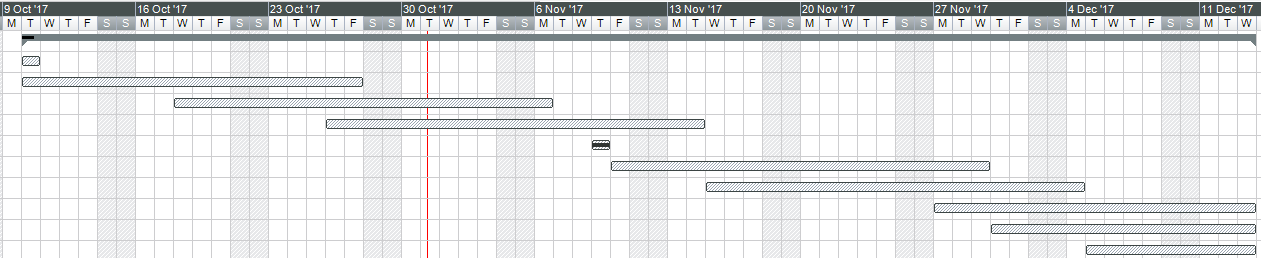 9 Oct '17 16 Oct '17 23 Oct '17 30 Oct '17 6 Nov '17 13 Nov '17 20 Nov '17 27 Nov '17 4 Dec '17 11 Dec '17
M T W T F S S M T W T F S S M T W T F S S M T W T F S S M T W T F S S M T W T F S S M T W T F S S M T W T F S S M T W T F S S M T W